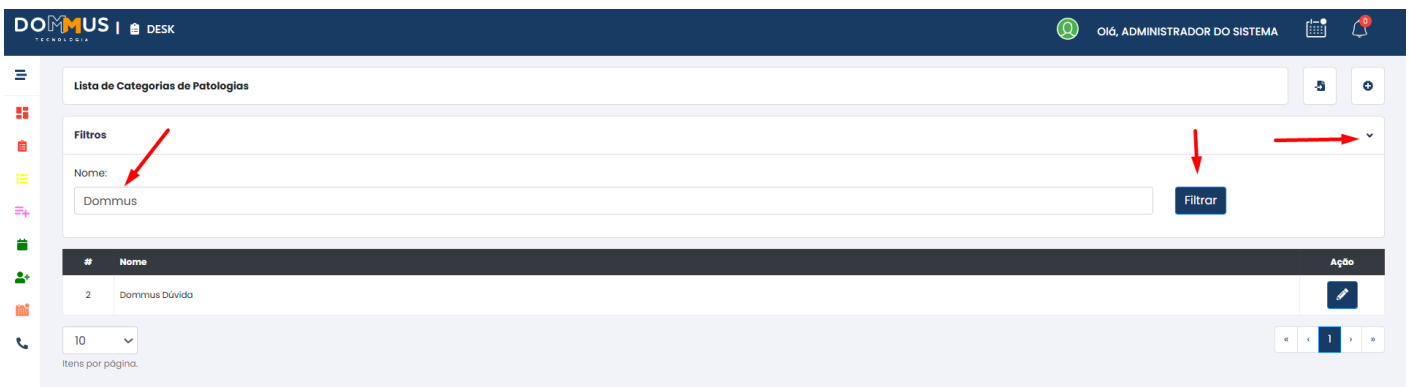 DOMMUS | DESK
TECNOLOGIA
Olá, ADMINISTRADOR DO SISTEMA
0
Lista de Categorias de Patologias
Filtros
Nome:
Dommus
Filtrar
# Nome Ação
2 Dommus Dúvida
10
« ‹ 1 › »
Itens por página.